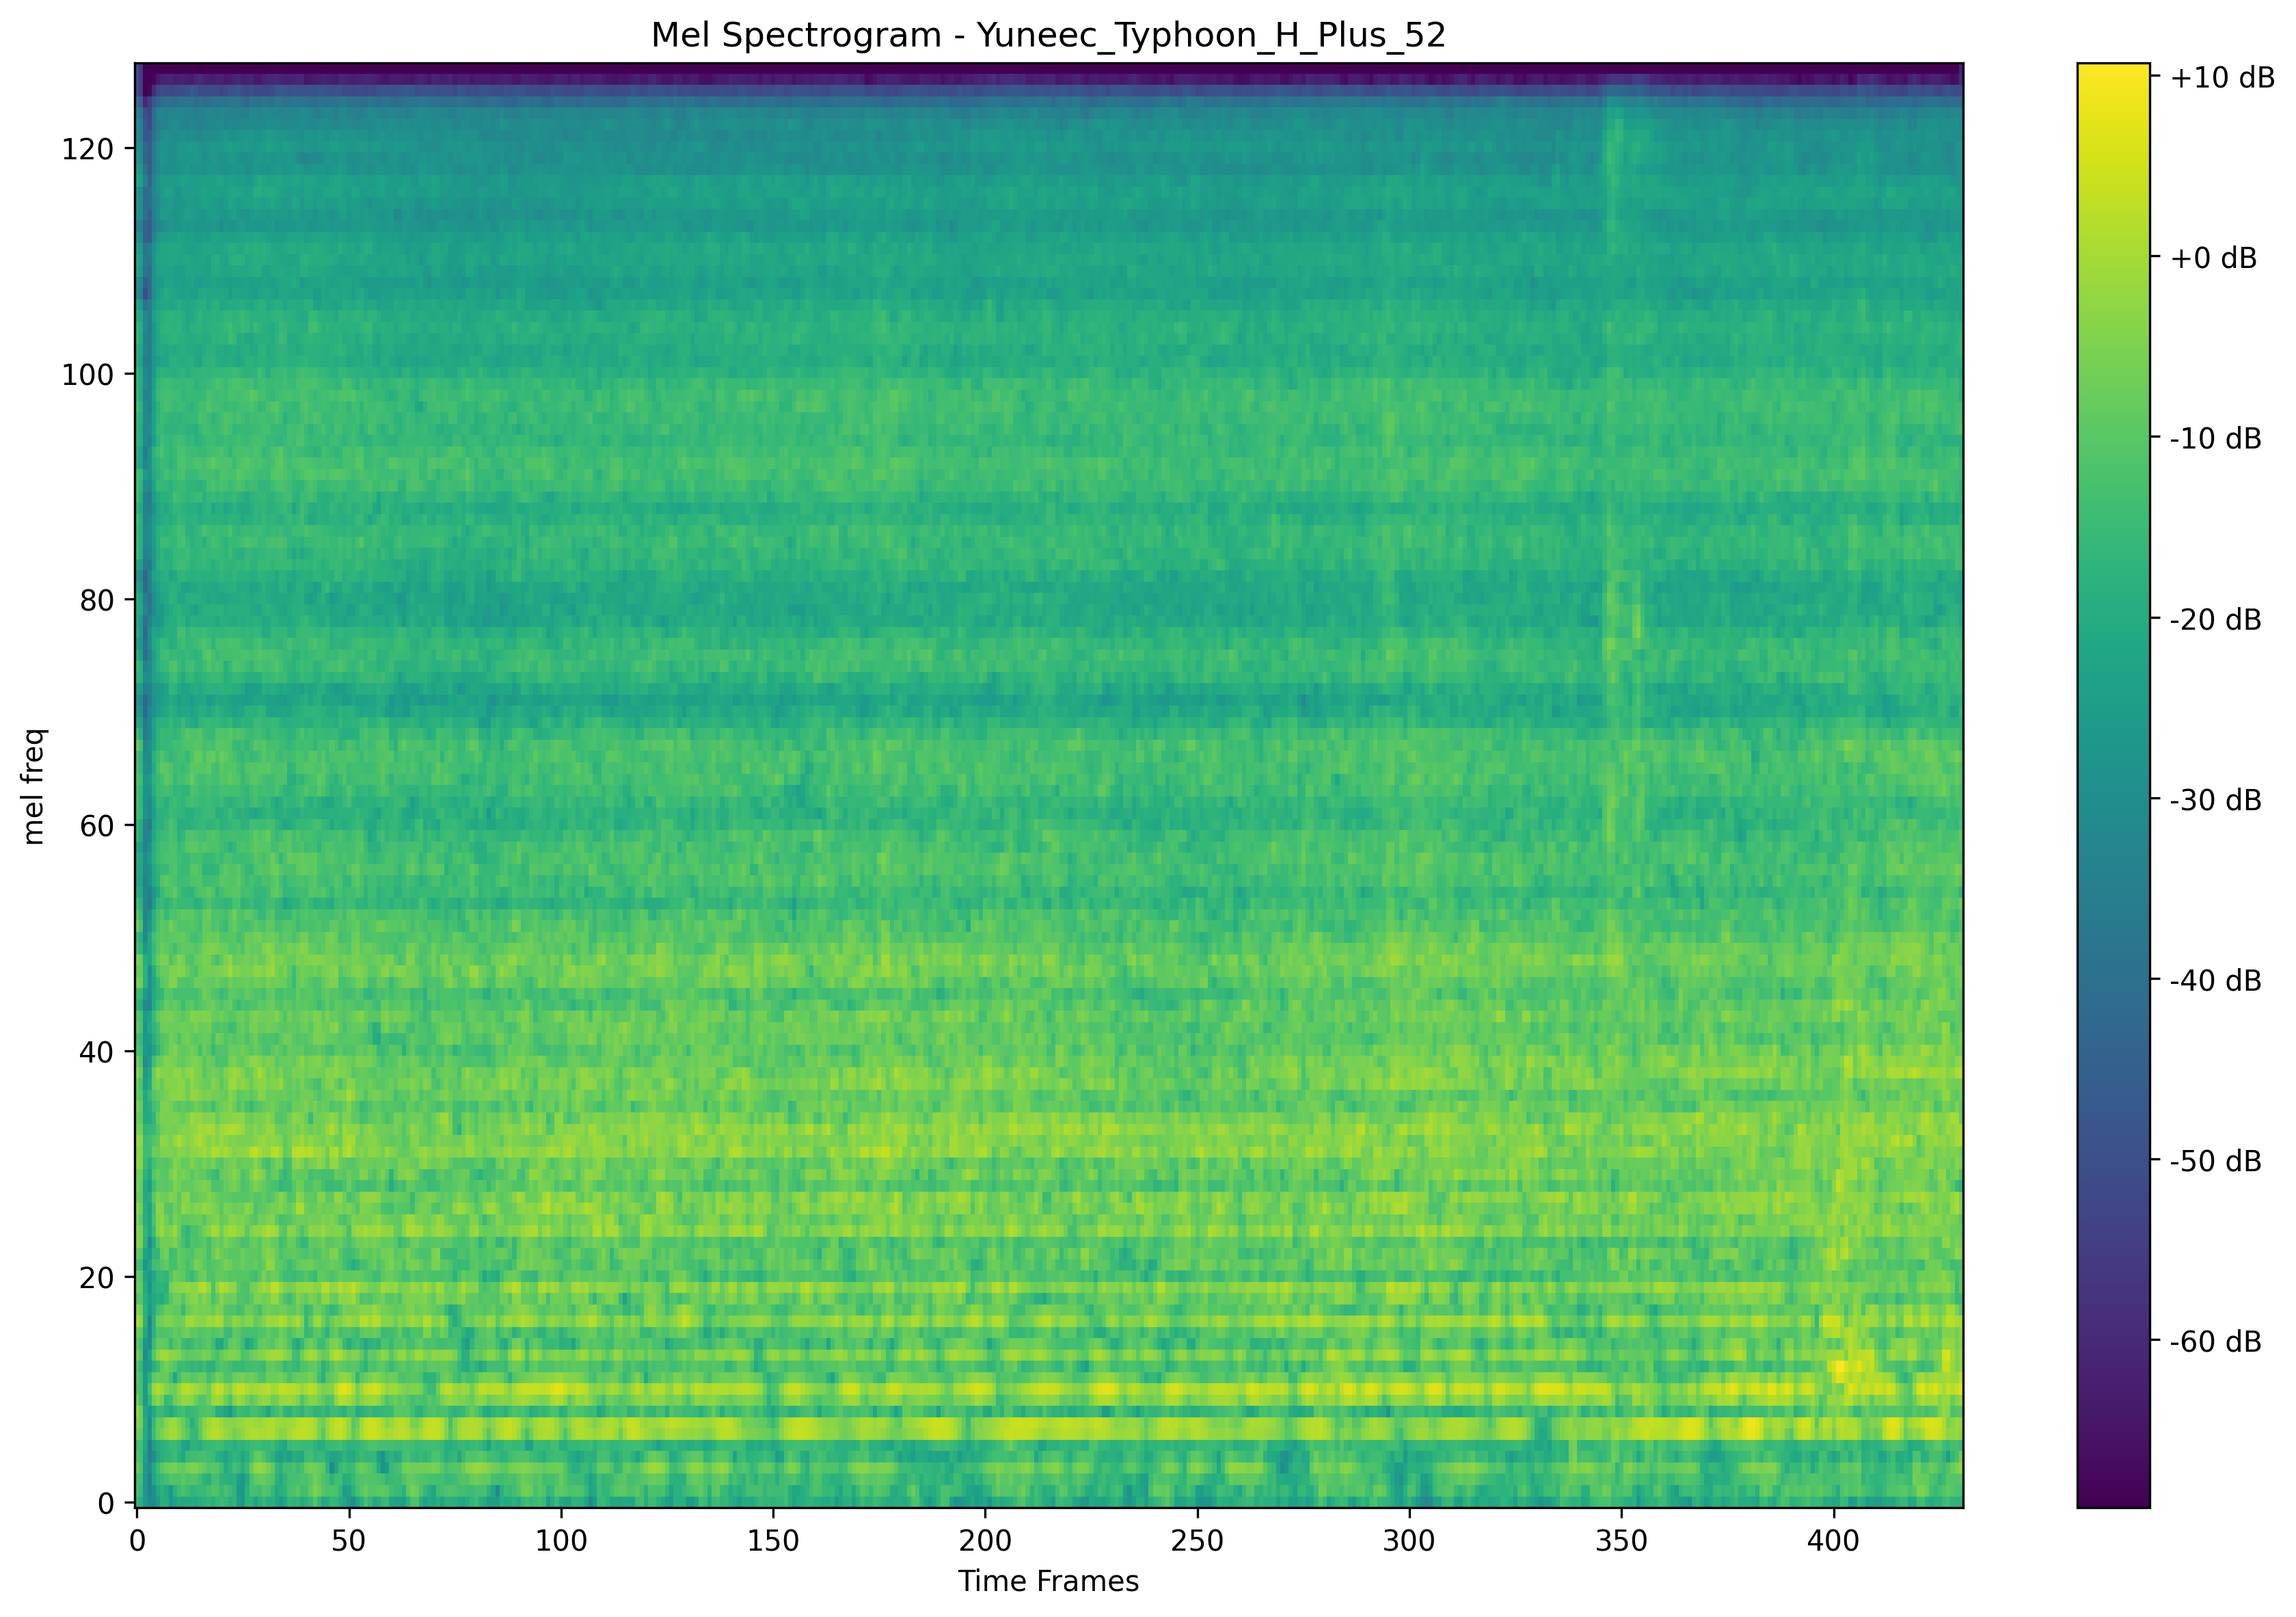 Mel Spectrogram - Yuneec_Typhoon_H_Plus_52
+10 dB
+0 dB
-10 dB
-20 dB
-30 dB
-40 dB
-50 dB
-60 dB
mel freq
120
100
80
60
40
20
0
0 50 100 150 200 250 300 350 400
Time Frames